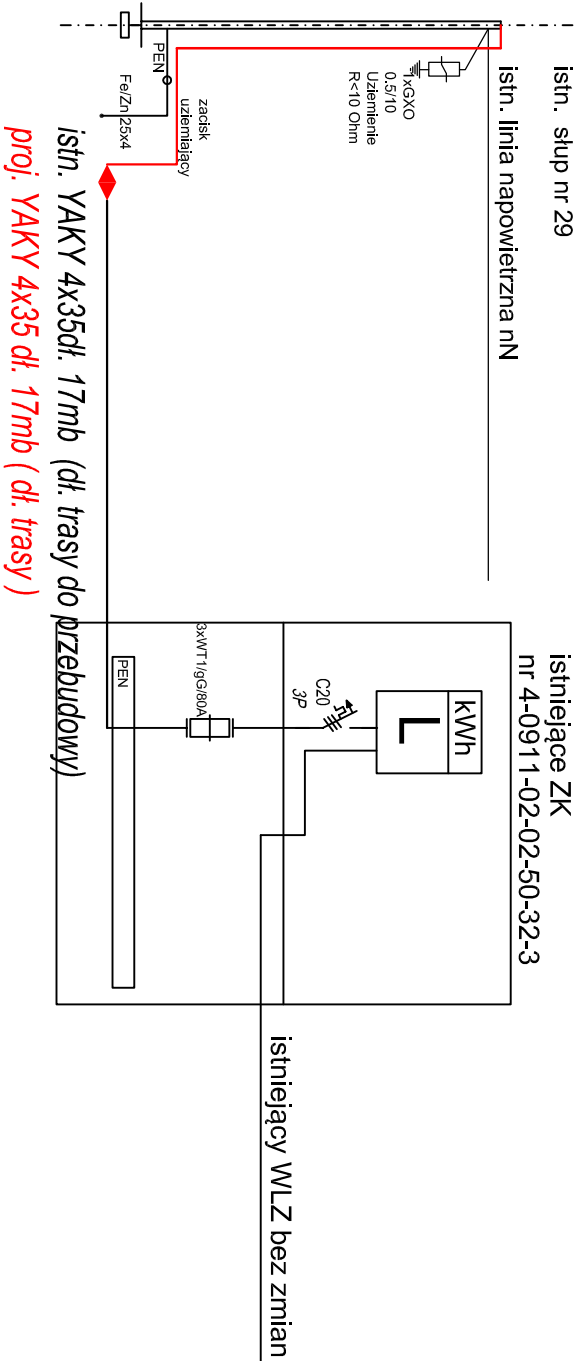 istn. słup nr 29
istn. linia napowietrzna nN
1xGXO
0.5/10
Uziemienie
R<10 Ohm
PEN
Fe/Zn 25x4
zacisk
uziemiający
istn. YAKY 4x35dł. 17mb (dł. trasy do przebudowy)
proj. YAKY 4x35 dł. 17mb ( dł. trasy )
istniejące ZK
nr 4-0911-02-02-50-32-3
kWh
L
C20
3P
3xWT1/gG/80A
PEN
istniejący WLZ bez zmian